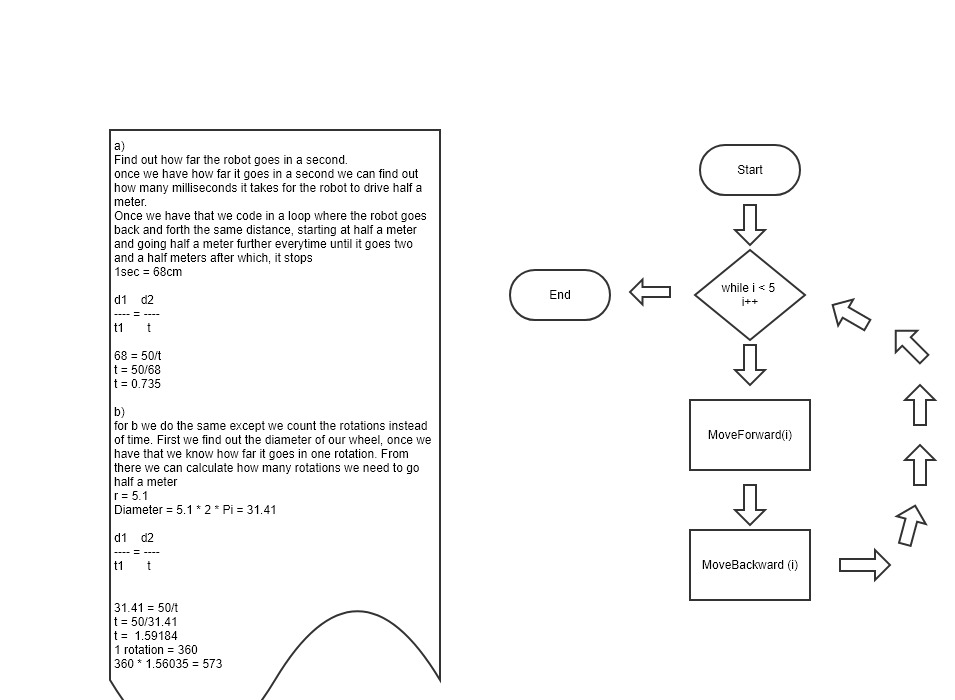 a)
Find out how far the robot goes in a second.
once we have how far it goes in a second we can find out
how many milliseconds it takes for the robot to drive half a
meter.
Once we have that we code in a loop where the robot goes
back and forth the same distance, starting at half a meter
and going half a meter further everytime until it goes two
and a half meters after which, it stops
1sec = 68cm
d1 d2
---- = ----
t1 t
68 = 50/t
t = 50/68
t = 0.735
b)
for b we do the same except we count the rotations instead
of time. First we find out the diameter of our wheel, once we
have that we know how far it goes in one rotation. From
there we can calculate how many rotations we need to go
half a meter
r = 5.1
Diameter = 5.1 * 2 * Pi = 31.41
d1 d2
---- = ----
t1 t
31.41 = 50/t
t = 50/31.41
t = 1.59184
1 rotation = 360
360 * 1.56035 = 573
Start
while i < 5
i++
End
MoveForward(i)
MoveBackward (i)